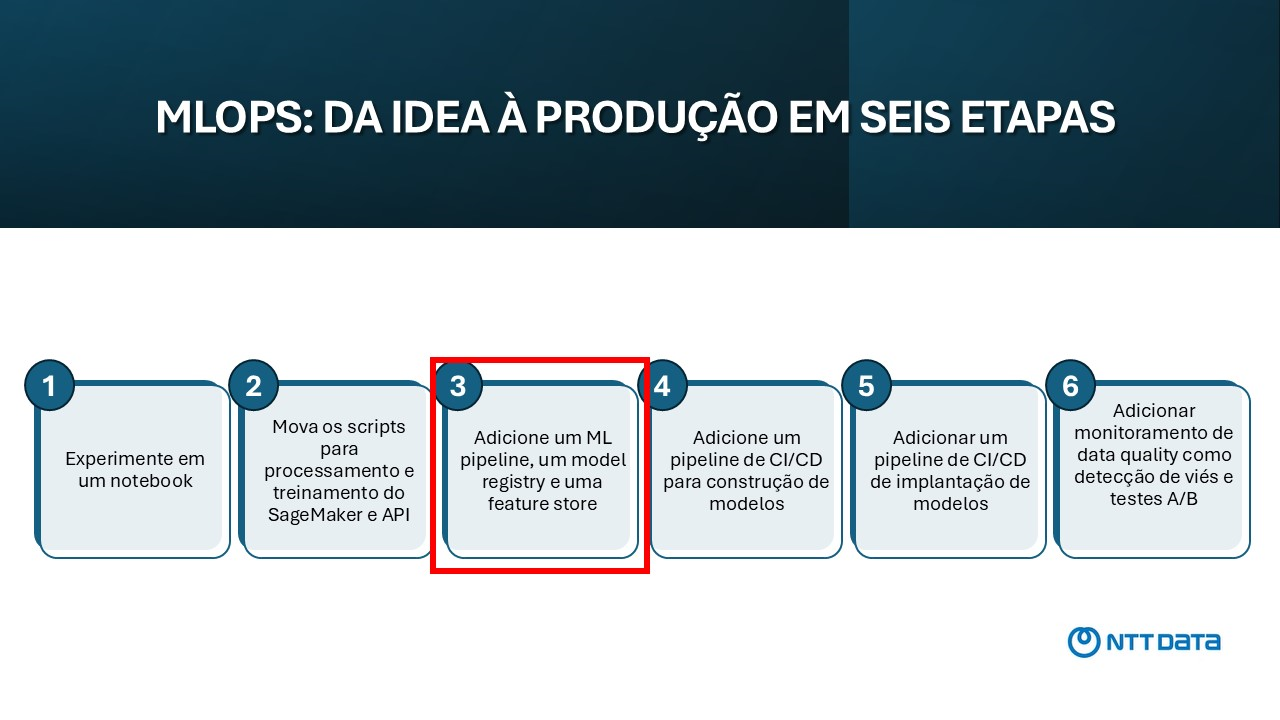 MLOPS: DA IDEA À PRODUÇÃO EM SEIS ETAPAS
1
Experimente em
um notebook
2
Mova os scripts
para
processamento e
treinamento do
SageMaker e API
3
Adicione um ML
pipeline, um model
registry e uma
feature store
4
Adicione um
pipeline de CI/CD
para construção de
modelos
5
Adicionar um
pipeline de CI/CD
de implantação de
modelos
6
Adicionar
monitoramento de
data quality como
detecção de viés e
testes A/B
NTT DATA